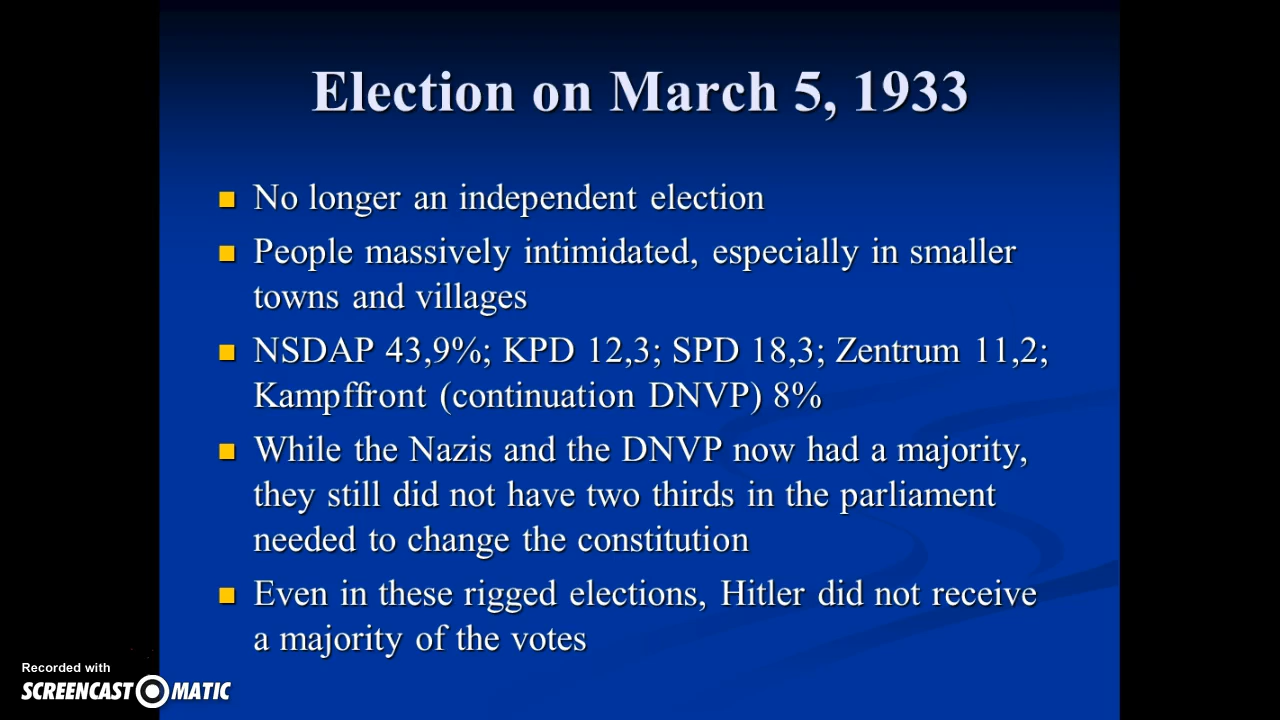 Election on March 5, 1933
No longer an independent election
People massively intimidated, especially in smaller
towns and villages
NSDAP 43,9%; KPD 12,3; SPD 18,3; Zentrum 11,2;
Kampffront (continuation DNVP) 8%
While the Nazis and the DNVP now had a majority,
they still did not have two thirds in the parliament
needed to change the constitution
Even in these rigged elections, Hitler did not receive
a majority of the votes
Recorded with
SCREENCAST-O-MATIC